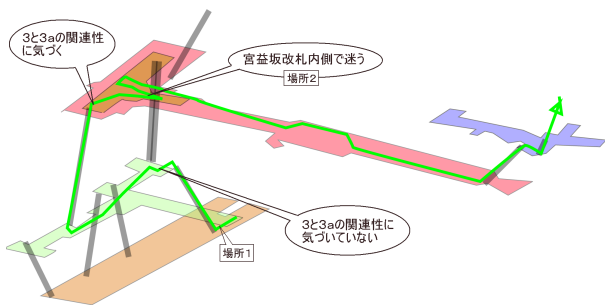 3と3aの関連性
に気づく
宮益坂改札内側で迷う
場所2
3と3aの関連性に
気づいていない
場所1